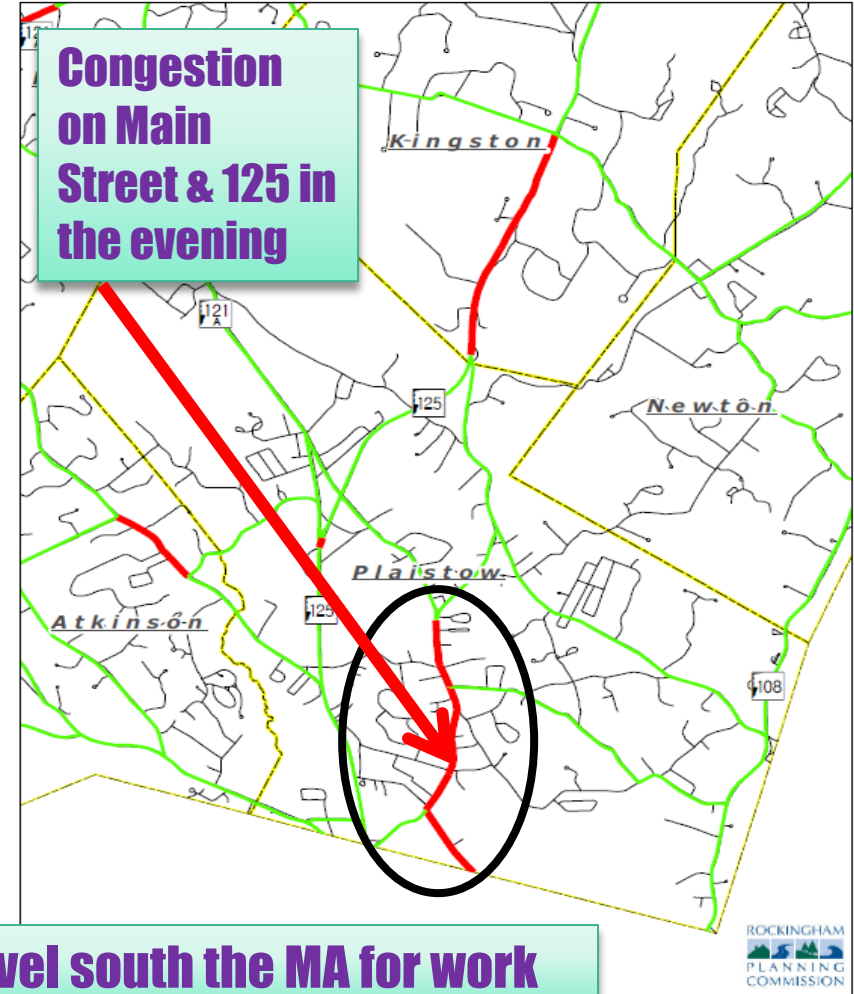 Congestion
on Main
Street & 125 in
the evening
Kingston
121
A
125
Newton
Plaistow
125
Atkinson
108
vel south the MA for work
ROCKINGHAM
PLANNING
COMMISSION